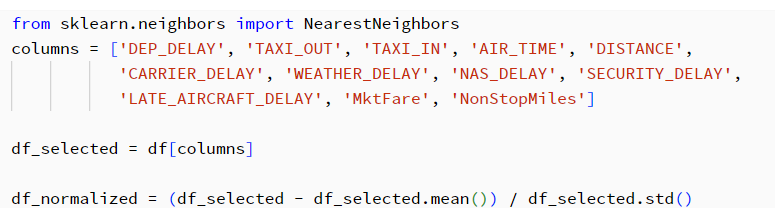 from sklearn.neighbors import NearestNeighbors
columns = ['DEP_DELAY', 'TAXI_OUT', 'TAXI_IN', 'AIR_TIME', 'DISTANCE',
'CARRIER_DELAY', 'WEATHER_DELAY', 'NAS_DELAY', 'SECURITY_DELAY',
'LATE_AIRCRAFT_DELAY', 'MktFare', 'NonStopMiles']
df_selected = df[columns]
df_normalized = (df_selected - df_selected.mean()) / df_selected.std()